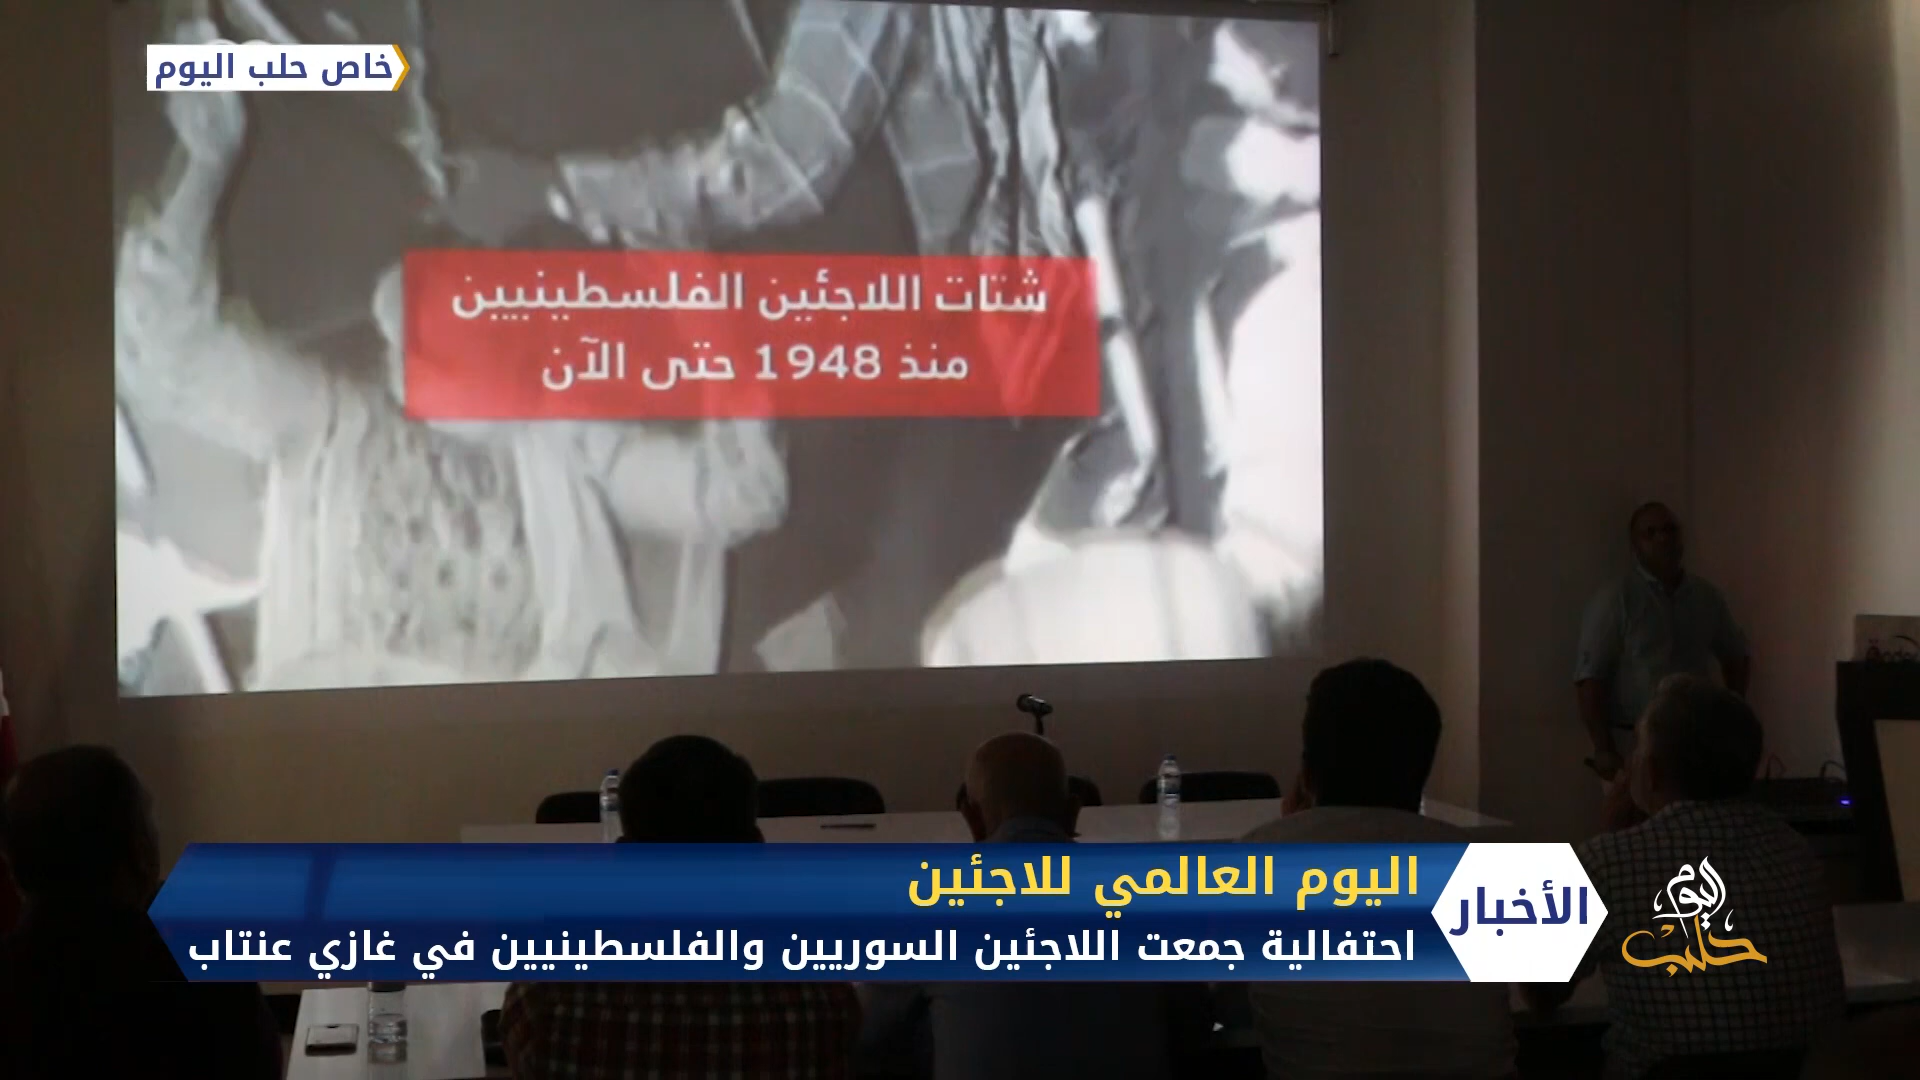 خاص حلب اليوم
شتات اللاجئين الفلسطينيين
منذ 1948 حتى الآن
اليوم العالمي للاجئين
الأخبار
احتفالية جمعت اللاجئين السوريين والفلسطينيين في غازي عنتاب
حلب اليوم